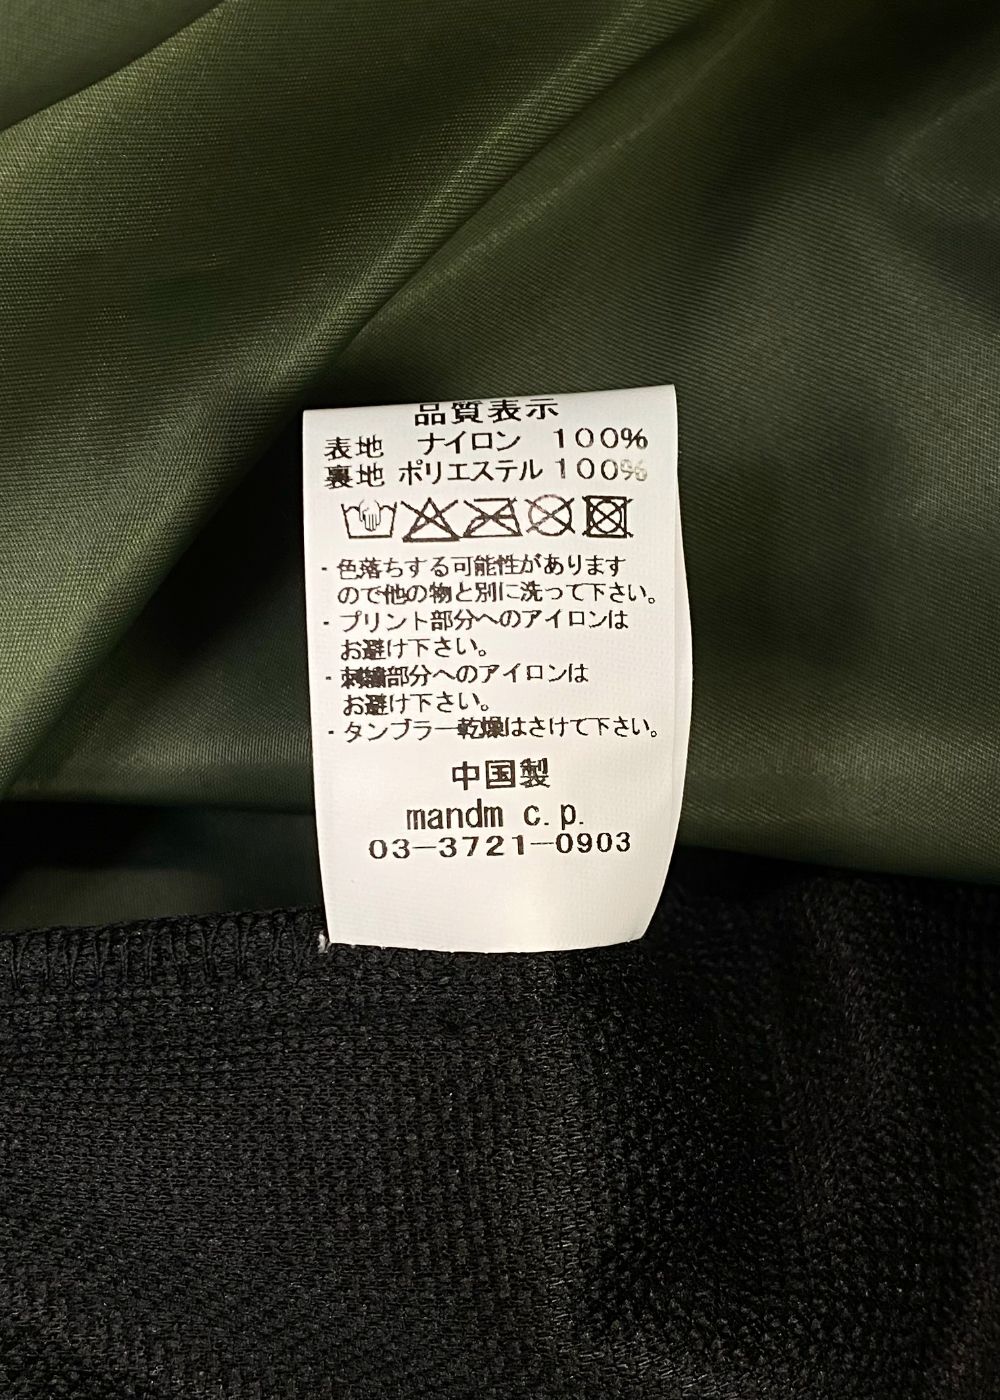 品質表示
表地 ナイロン 100%
裏地 ポリエステル 100%
・色落ちする可能性があります
ので他の物と別に洗って下さい。
・プリント部分へのアイロンは
お避け下さい。
・刺繍部分へのアイロンは
お避け下さい。
・タンブラー乾燥はさけて下さい。
中国製
mandm c.p.
03-3721-0903